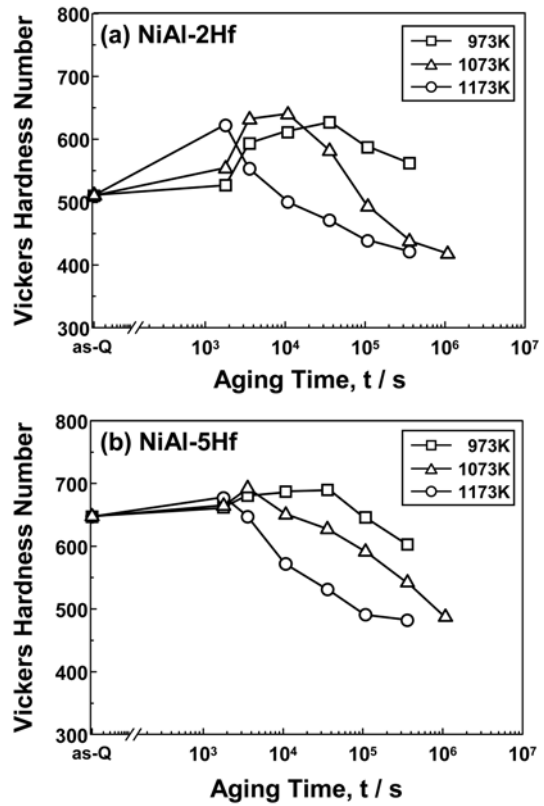 (a) NiAl-2Hf
973K
1073K
1173K
Vickers Hardness Number
800
700
600
500
400
300
as-Q
10³
10⁴
10⁵
10⁶
10⁷
Aging Time, t / s
(b) NiAl-5Hf
973K
1073K
1173K
Vickers Hardness Number
800
700
600
500
400
300
as-Q
10³
10⁴
10⁵
10⁶
10⁷
Aging Time, t / s